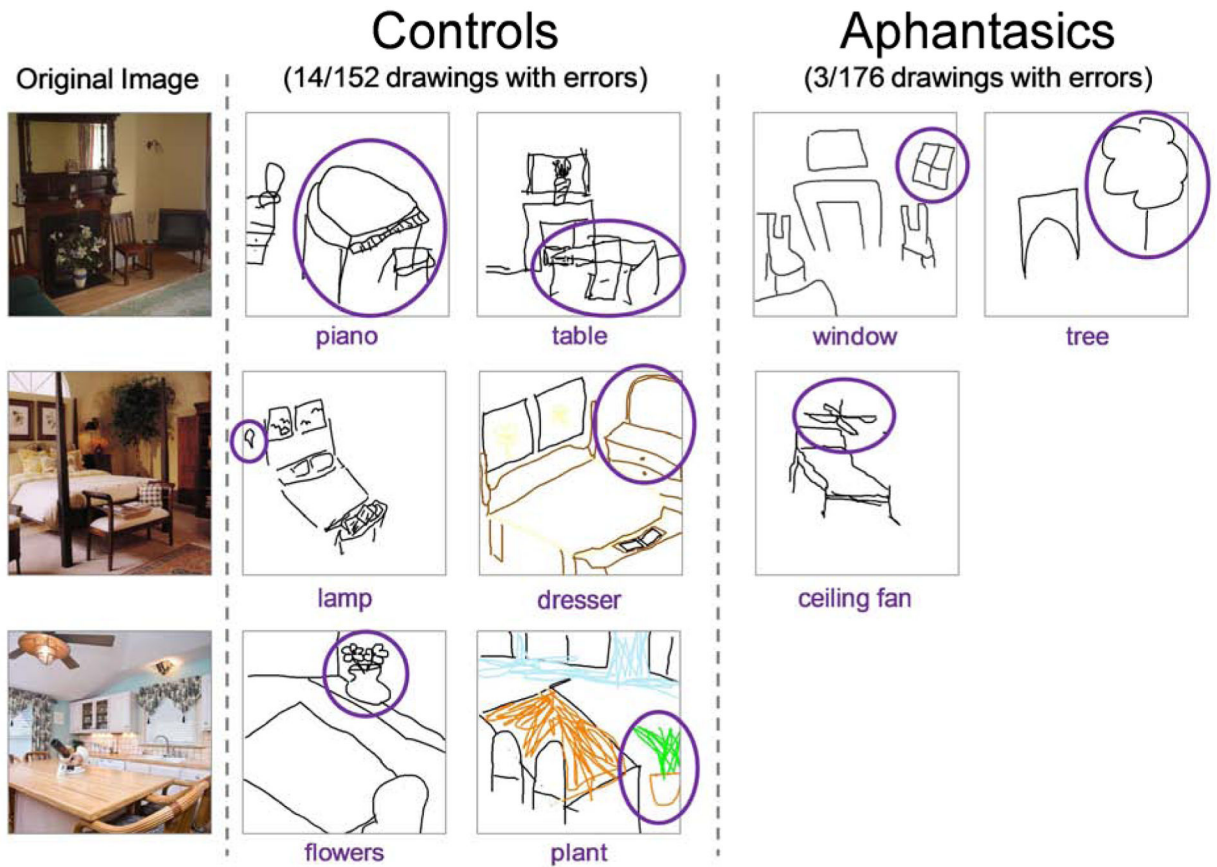 Controls
Aphantasics
Original Image
(14/152 drawings with errors)
(3/176 drawings with errors)
piano
table
window
tree
lamp
dresser
ceiling fan
flowers
plant